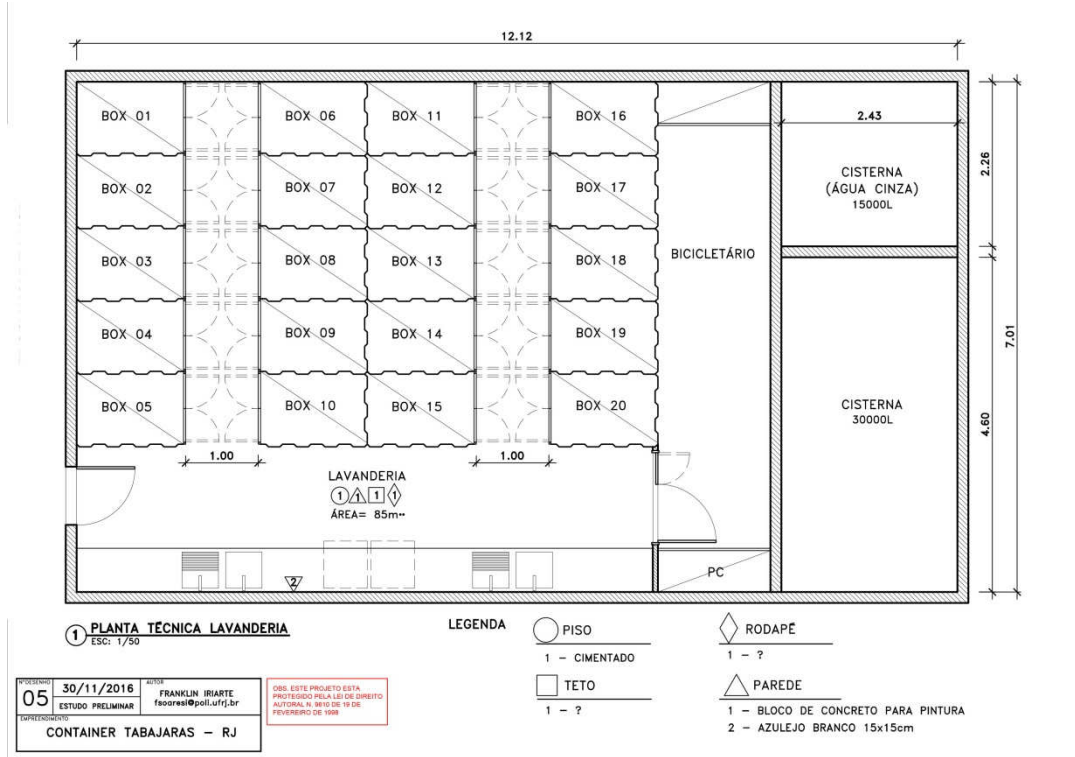 12.12
BOX 01
BOX 06
BOX 11
BOX 16
2.43
2.26
CISTERNA
(ÁGUA CINZA)
15000L
BOX 02
BOX 07
BOX 12
BOX 17
BOX 03
BOX 08
BOX 13
BOX 18
BICICLETÁRIO
BOX 04
BOX 09
BOX 14
BOX 19
7.01
BOX 05
BOX 10
BOX 15
BOX 20
CISTERNA
30000L
4.60
1.00
1.00
LAVANDERIA
1 1 1 1
ÁREA= 85m
2
PC
1 PLANTA TÉCNICA LAVANDERIA
ESC: 1/50
LEGENDA
PISO
1 - CIMENTADO
TETO
1 - ?
RODAPÉ
1 - ?
PAREDE
1 - BLOCO DE CONCRETO PARA PINTURA
2 - AZULEJO BRANCO 15x15cm
NºDESENHO
05
30/11/2016
ESTUDO PRELIMINAR
AUTOR
FRANKLIN IRIARTE
fsoaresi@poli.ufrj.br
EMPREENDIMENTO
CONTAINER TABAJARAS - RJ
OBS. ESTE PROJETO ESTA
PROTEGIDO PELA LEI DE DIREITO
AUTORAL N. 9610 DE 19 DE
FEVEREIRO DE 1998